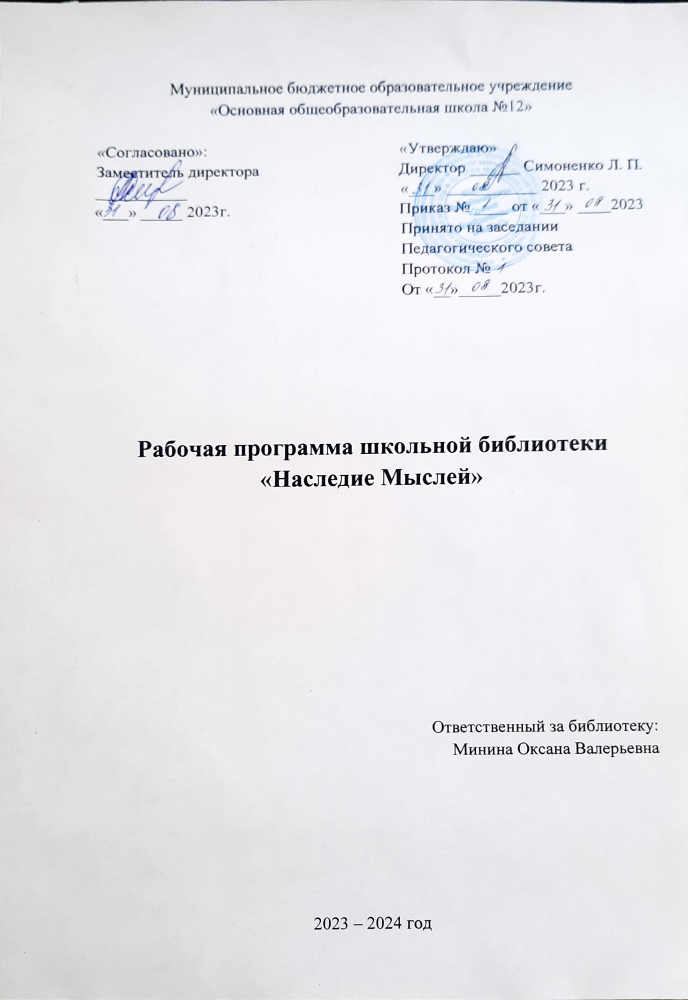 Муниципальное бюджетное образовательное учреждение
«Основная общеобразовательная школа №12»
«Согласовано»:
Заместитель директора
«31» 08 2023г.
«Утверждаю»
Директор ______ Симоненко Л. П.
«31» 08 2023 г.
Приказ № 1 от «31» 08 2023
Принято на заседании
Педагогического совета
Протокол № 1
От «31» 08 2023г.
Рабочая программа школьной библиотеки
«Наследие Мыслей»
Ответственный за библиотеку:
Минина Оксана Валерьевна
2023 – 2024 год